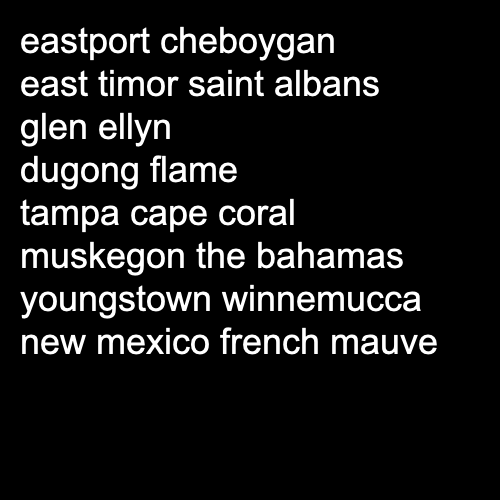 eastport cheboygan
east timor saint albans
glen ellyn
dugong flame
tampa cape coral
muskegon the bahamas
youngstown winnemucca
new mexico french mauve